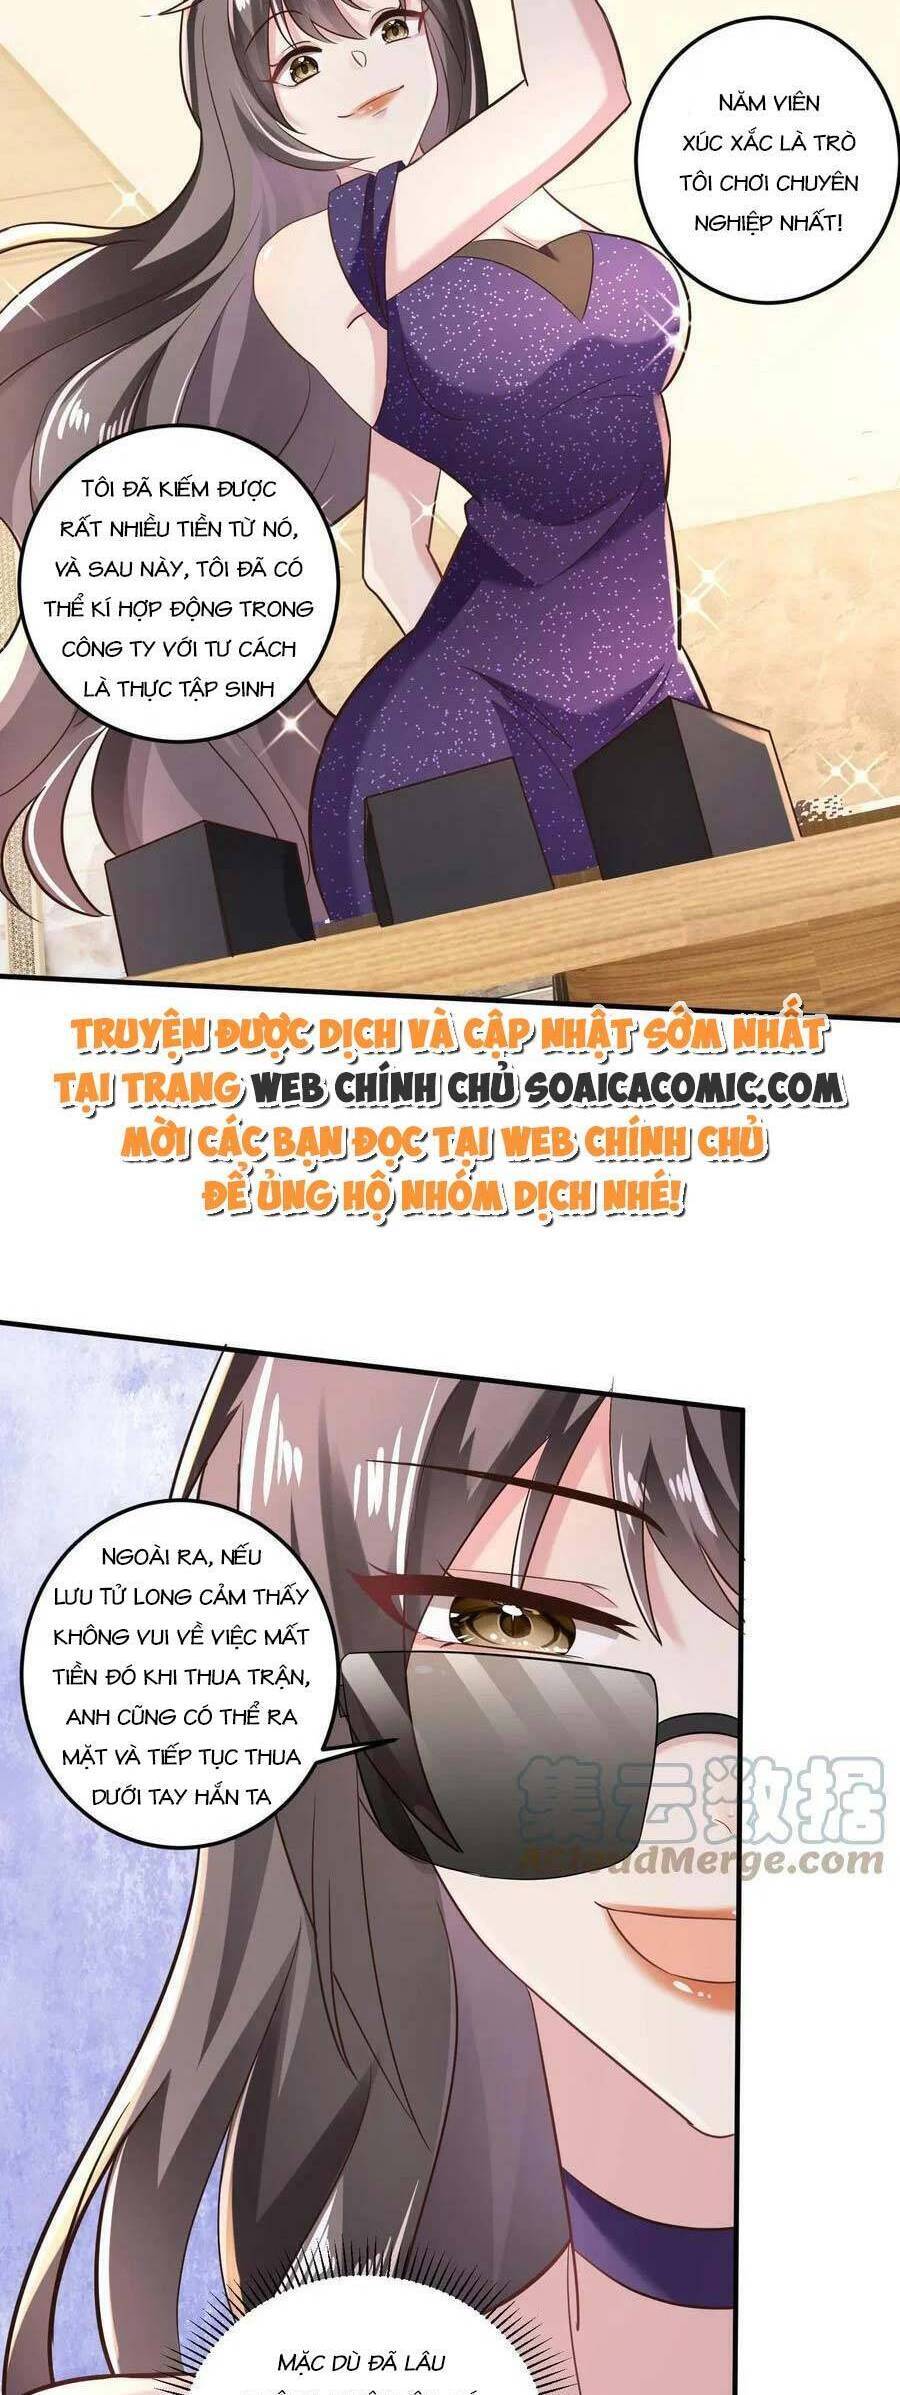 NĂM VIÊN
XÚC XẮC LÀ TRÒ
TÔI CHƠI CHUYÊN
NGHIỆP NHẤT!
TÔI ĐÃ KIẾM ĐƯỢC
RẤT NHIỀU TIỀN TỪ NÓ,
VÀ SAU NÀY, TÔI ĐÃ CÓ
THỂ KÍ HỢP ĐỘNG TRONG
CÔNG TY VỚI TƯ CÁCH
LÀ THỰC TẬP SINH
TRUYỆN ĐƯỢC DỊCH VÀ CẬP NHẬT SỚM NHẤT
TẠI TRANG WEB CHÍNH CHỦ SOAICACOMIC.COM
MỜI CÁC BẠN ĐỌC TẠI WEB CHÍNH CHỦ
ĐỂ ỦNG HỘ NHÓM DỊCH NHÉ!
NGOÀI RA, NẾU
LƯU TỬ LONG CẢM THẤY
KHÔNG VUI VỀ VIỆC MẤT
TIỀN ĐÓ KHI THUA TRẬN,
ANH CŨNG CÓ THỂ RA
MẶT VÀ TIẾP TỤC THUA
DƯỚI TAY HẮN TA
集云数据
CloudMerge.com
MẶC DÙ ĐÃ LÂU